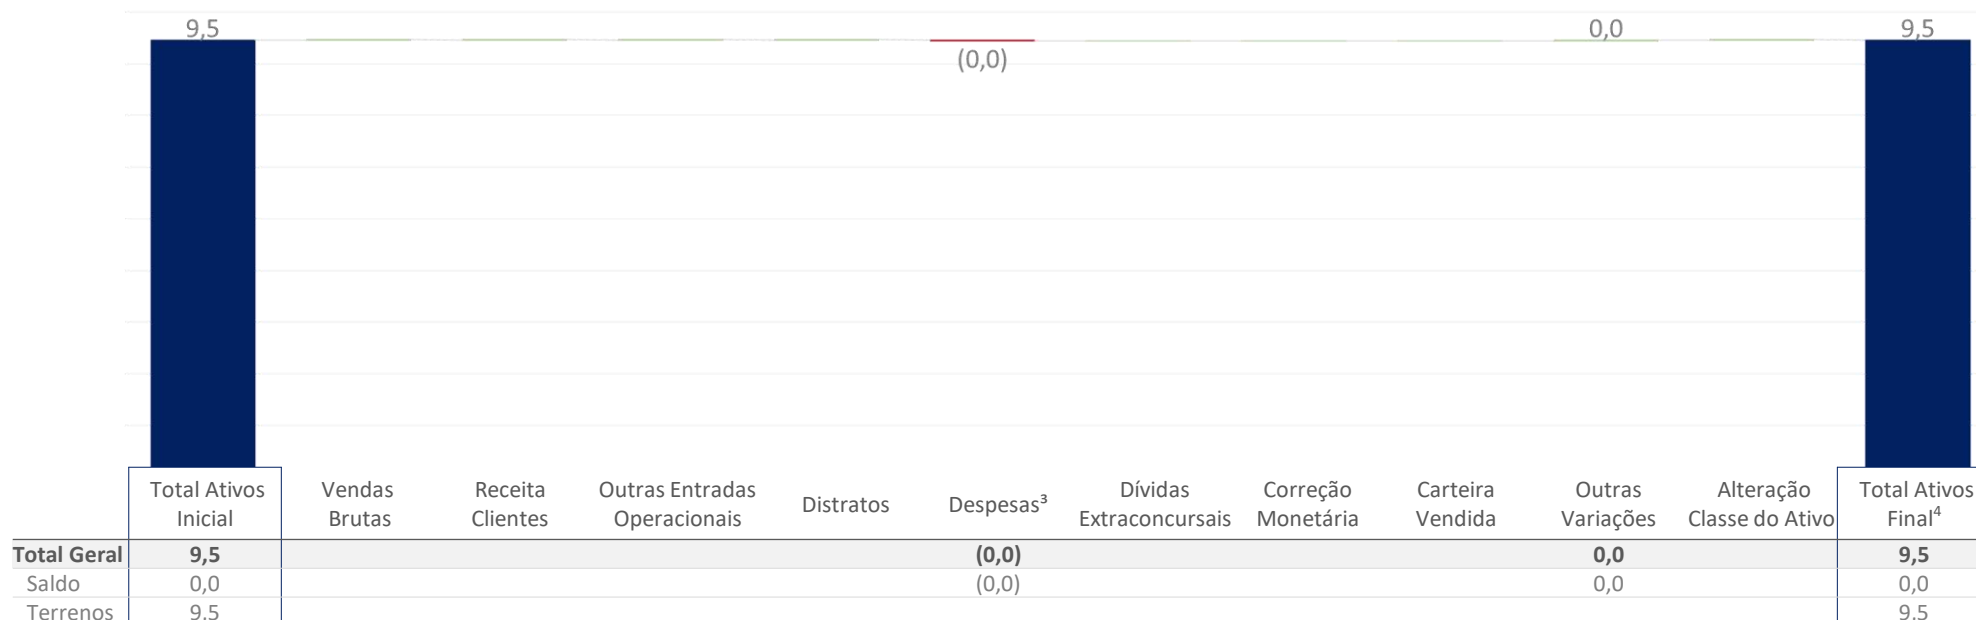 9,5 0,0 9,5
(0,0)
Total Ativos Vendas Receita Outras Entradas Distratos Despesas³ Dívidas Correção Carteira Outras Alteração Total Ativos
Inicial Brutas Clientes Operacionais Extraconcursais Monetária Vendida Variações Classe do Ativo Final⁴
Total Geral 9,5 (0,0) 0,0 9,5
Saldo 0,0 (0,0) 0,0 0,0
Terrenos 9,5 9,5